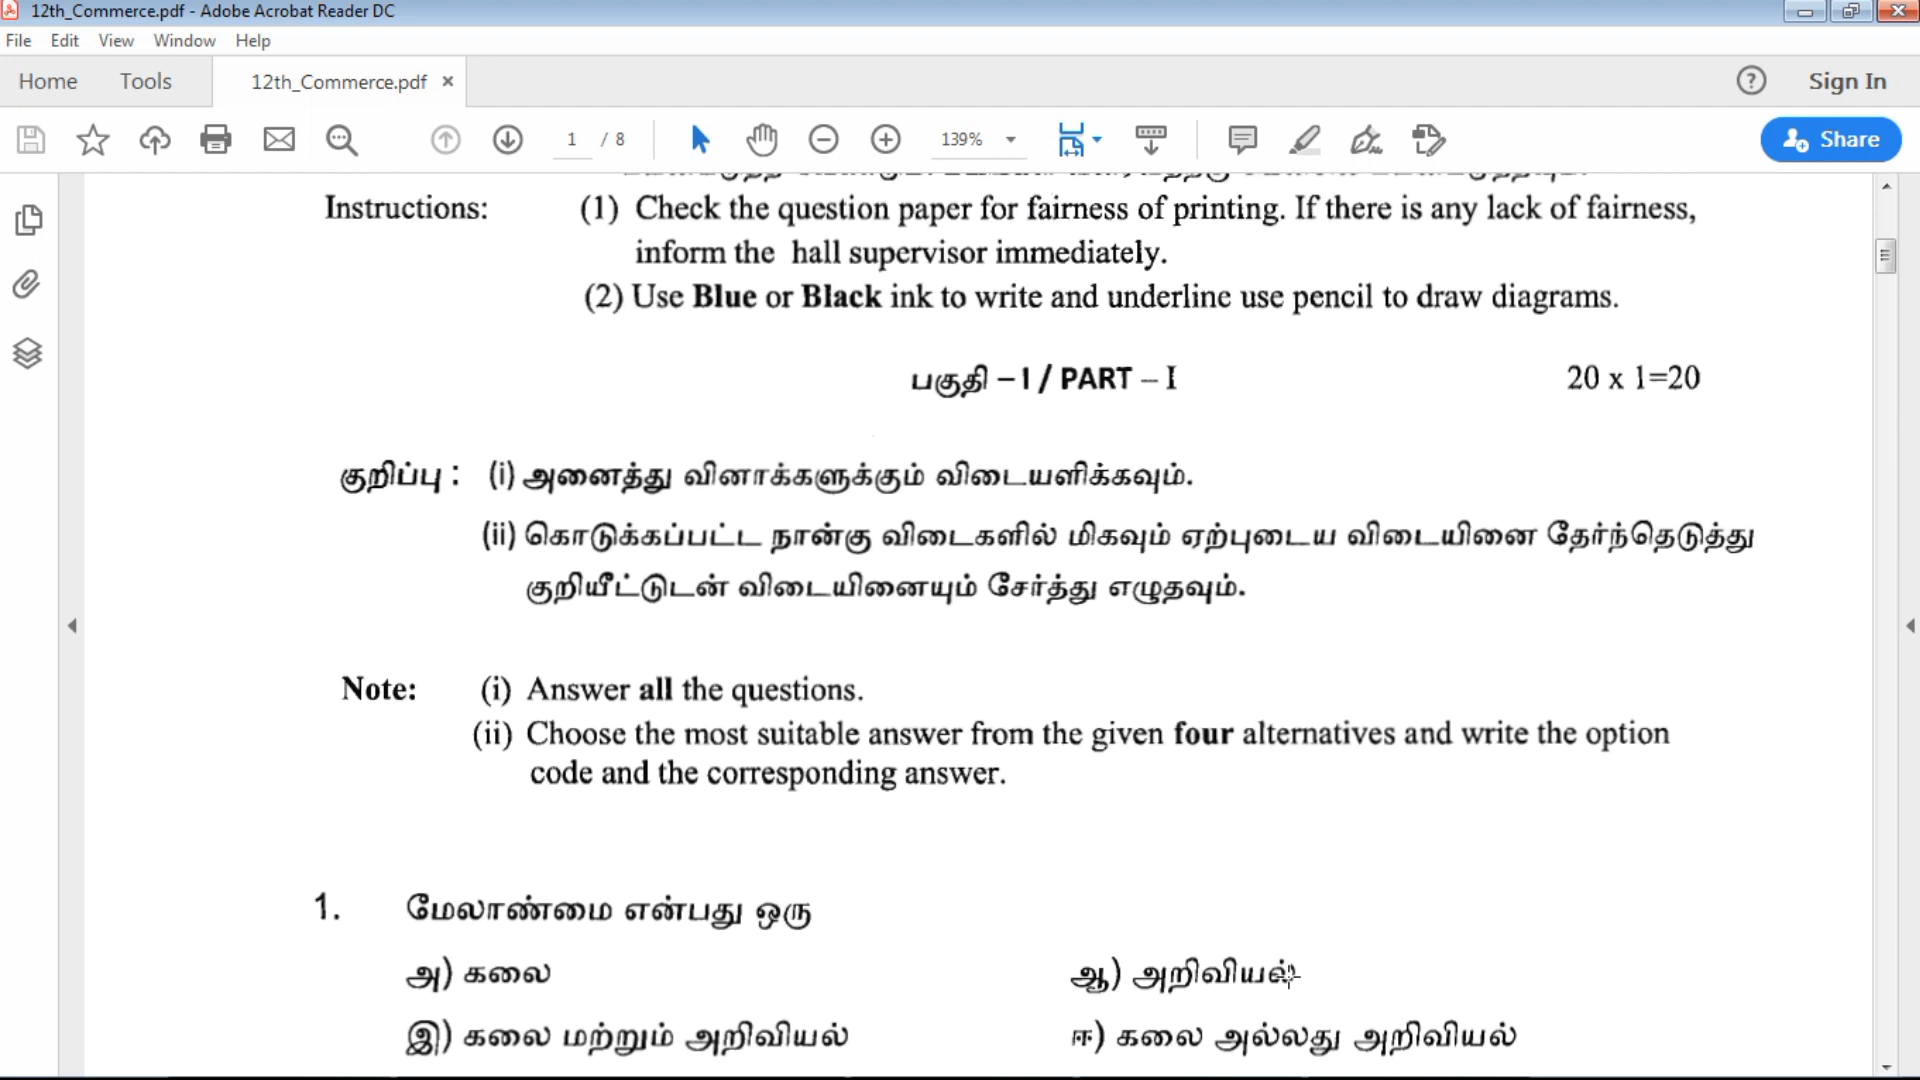 12th_Commerce.pdf - Adobe Acrobat Reader DC
File Edit View Window Help
Home Tools 12th_Commerce.pdf × ? Sign In
1 / 8 139% Share
Instructions: (1) Check the question paper for fairness of printing. If there is any lack of fairness,
inform the hall supervisor immediately.
(2) Use Blue or Black ink to write and underline use pencil to draw diagrams.
பகுதி – I / PART – I 20 x 1=20
குறிப்பு : (i) அனைத்து வினாக்களுக்கும் விடையளிக்கவும்.
(ii) கொடுக்கப்பட்ட நான்கு விடைகளில் மிகவும் ஏற்புடைய விடையினை தேர்ந்தெடுத்து
குறியீட்டுடன் விடையினையும் சேர்த்து எழுதவும்.
Note: (i) Answer all the questions.
(ii) Choose the most suitable answer from the given four alternatives and write the option
code and the corresponding answer.
1. மேலாண்மை என்பது ஒரு
அ) கலை ஆ) அறிவியல்
இ) கலை மற்றும் அறிவியல் ஈ) கலை அல்லது அறிவியல்